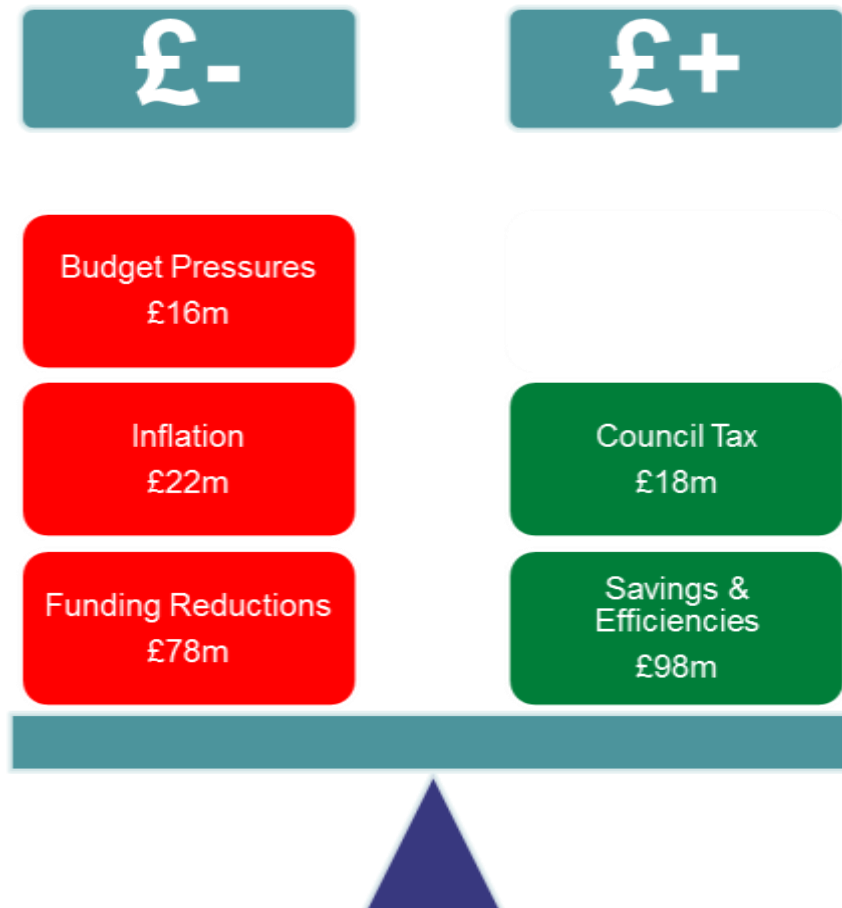 £-
£+
Budget Pressures
£16m
Inflation
£22m
Funding Reductions
£78m
Council Tax
£18m
Savings &
Efficiencies
£98m